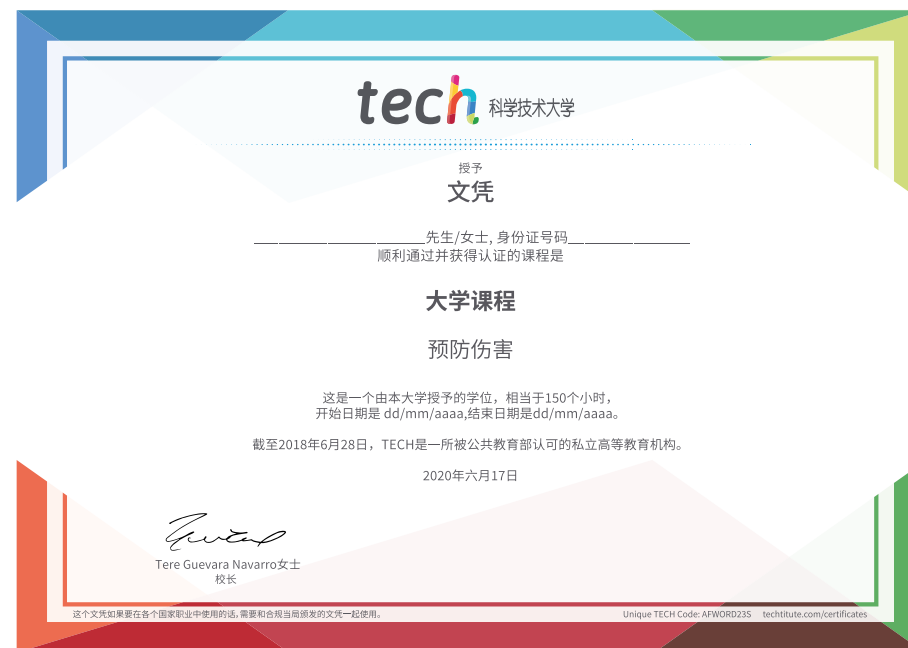 tech 科学技术大学
授予
文凭
先生/女士, 身份证号码
顺利通过并获得认证的课程是
大学课程
预防伤害
这是一个由本大学授予的学位，相当于150个小时，
开始日期是 dd/mm/aaaa,结束日期是dd/mm/aaaa。
截至2018年6月28日，TECH是一所被公共教育部认可的私立高等教育机构。
2020年六月17日
Tere Guevara Navarro女士
校长
这个文凭如果要在各个国家职业中使用的话,需要和合规当局颁发的文凭一起使用。
Unique TECH Code: AFWORD23S techtitute.com/certificates